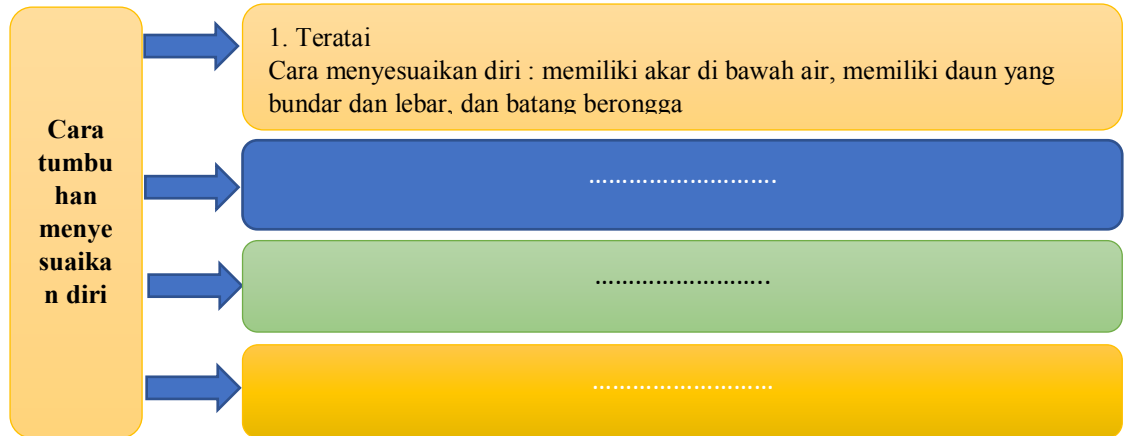 Cara
tumbu
han
menye
suaika
n diri
1. Teratai
Cara menyesuaikan diri : memiliki akar di bawah air, memiliki daun yang
bundar dan lebar, dan batang berongga
……………………….
……………………..
………………………